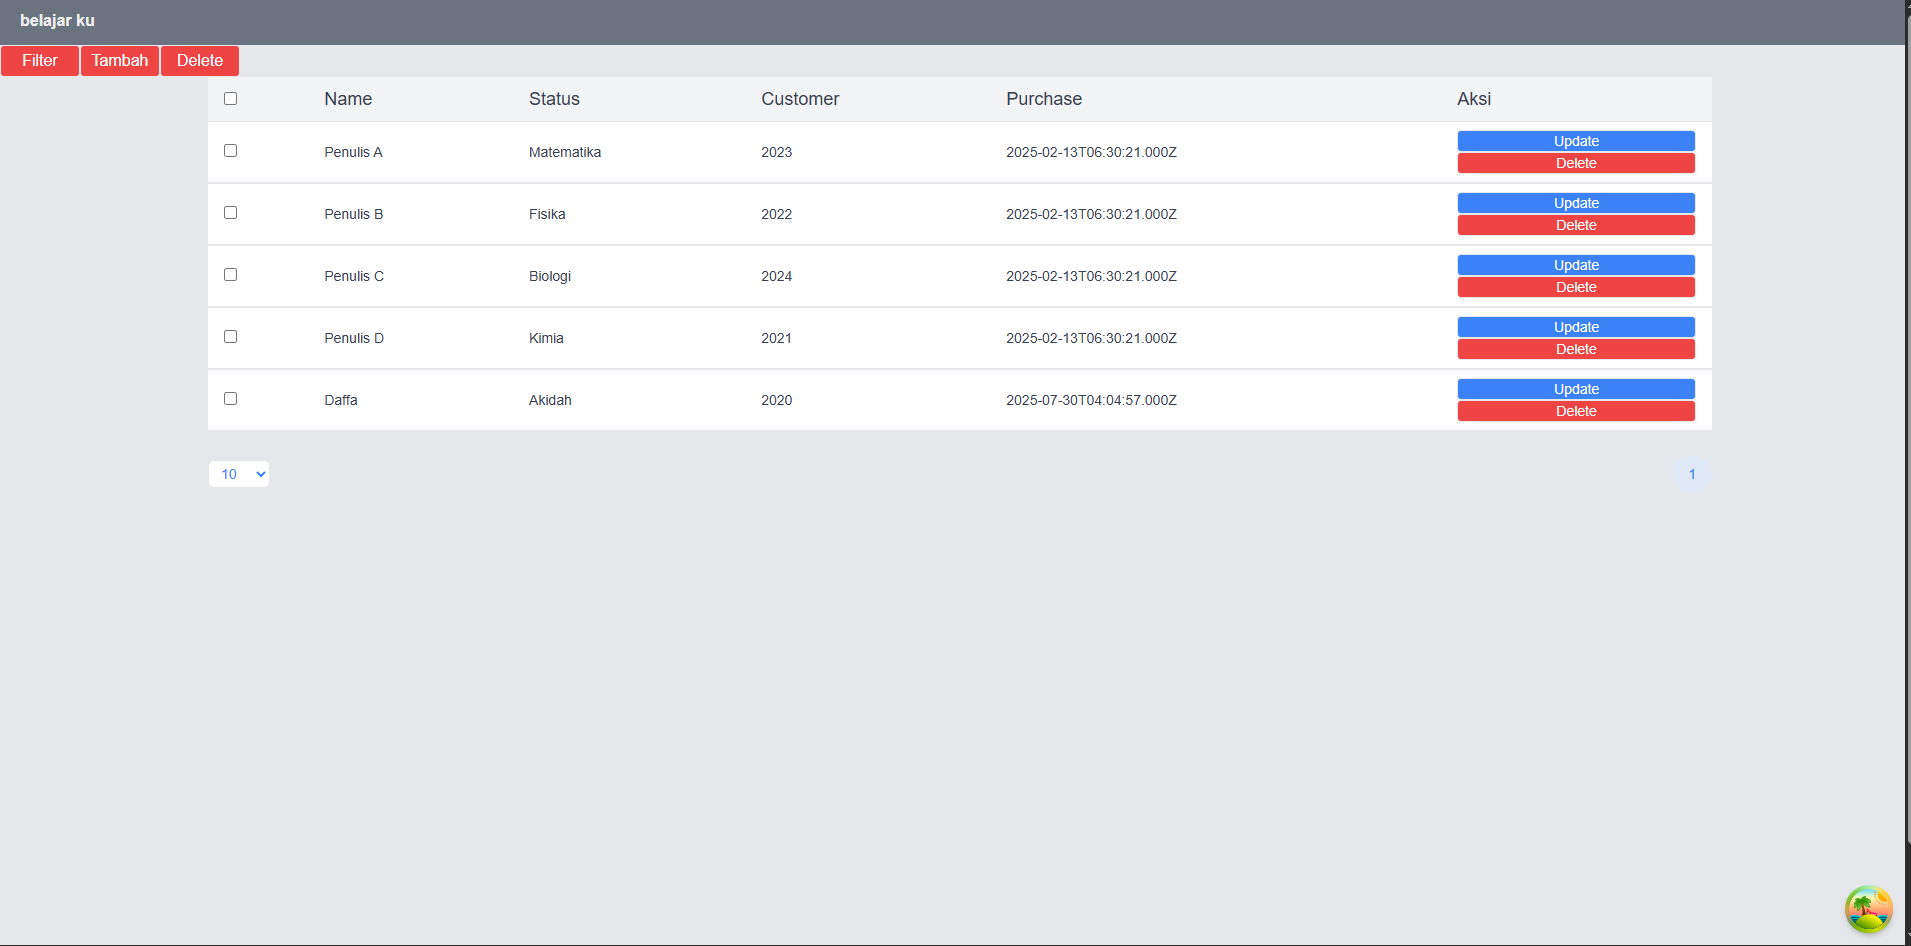 belajar ku
Filter Tambah Delete
Name Status Customer Purchase Aksi
Penulis A Matematika 2023 2025-02-13T06:30:21.000Z Update
Delete
Penulis B Fisika 2022 2025-02-13T06:30:21.000Z Update
Delete
Penulis C Biologi 2024 2025-02-13T06:30:21.000Z Update
Delete
Penulis D Kimia 2021 2025-02-13T06:30:21.000Z Update
Delete
Daffa Akidah 2020 2025-07-30T04:04:57.000Z Update
Delete
10 1